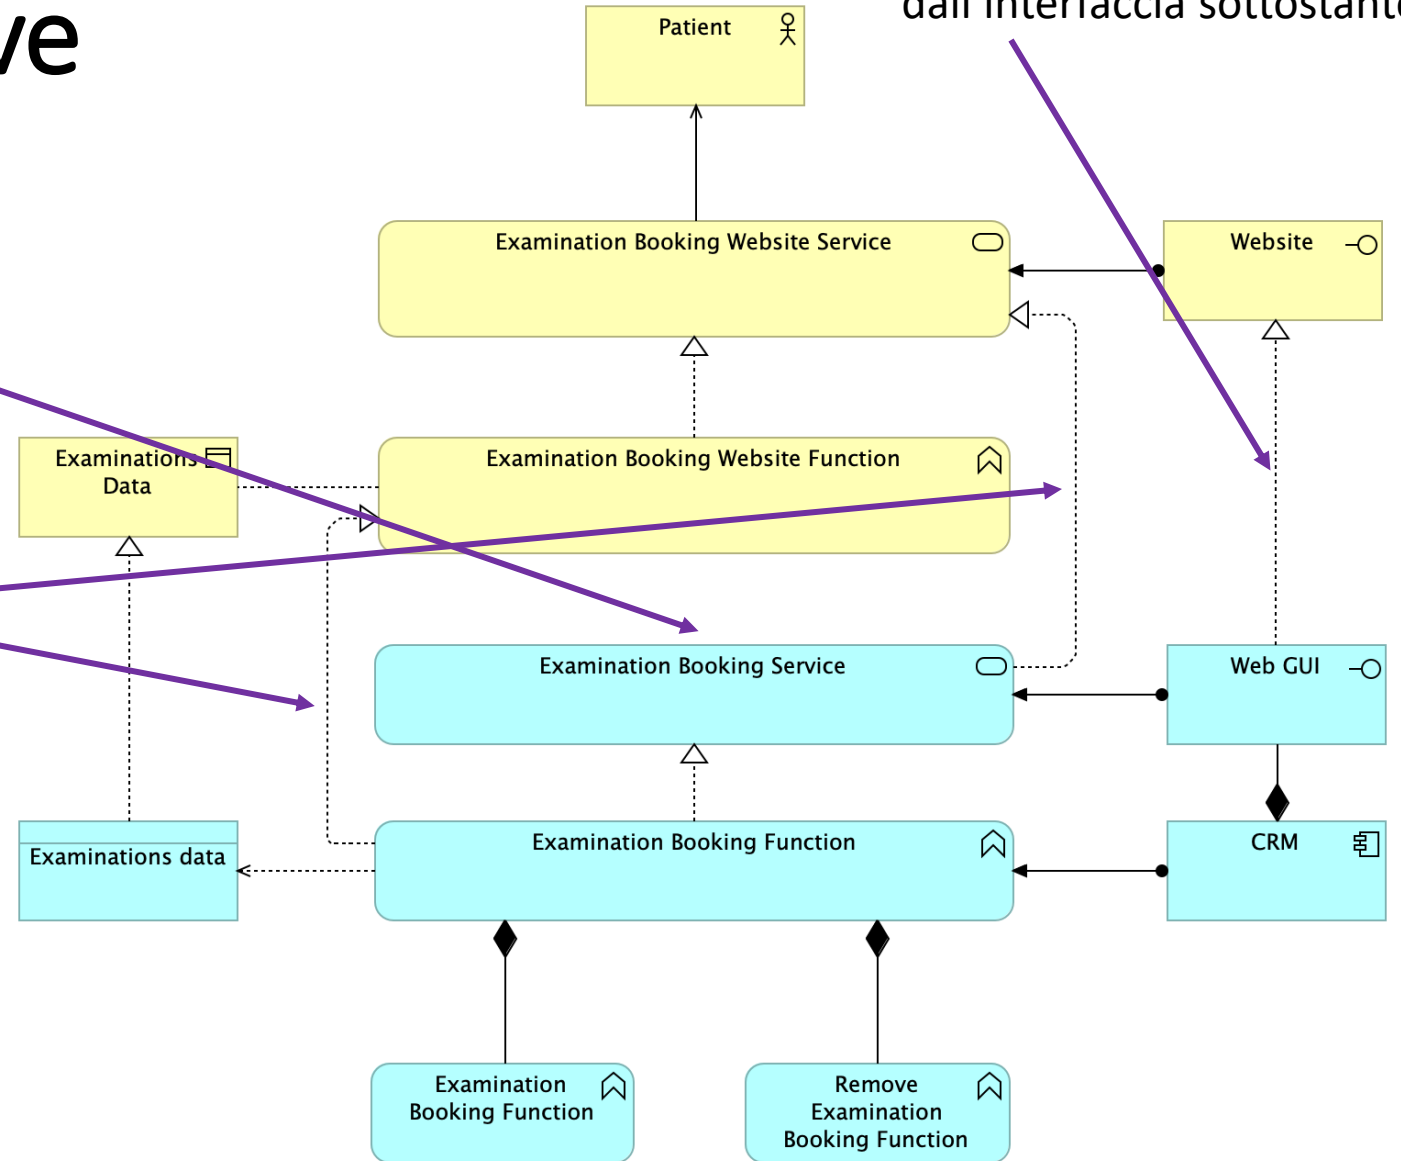 dall'interfaccia sottostante
ve
Patient
Examination Booking Website Service
Website
Examinations
Data
Examination Booking Website Function
Examination Booking Service
Web GUI
Examinations data
Examination Booking Function
CRM
Examination
Booking Function
Remove
Examination
Booking Function